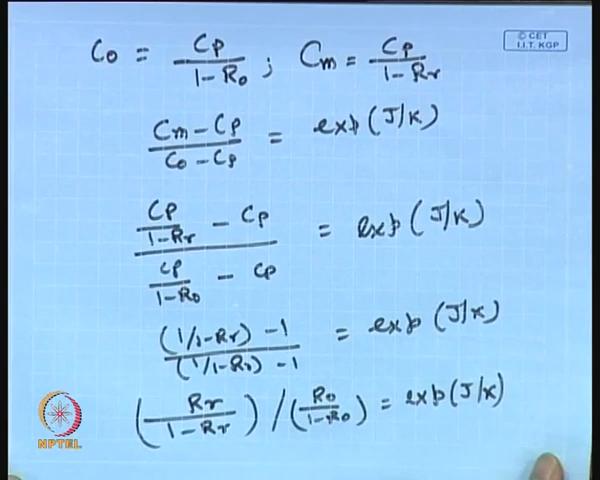 © CET
I.I.T. KGP
Co = Cp / 1-Ro ; Cm = Cp / 1-Rr
Cm-Cp / Co-Cp = exp(J/K)
(Cp / 1-Rr - Cp) / (Cp / 1-Ro - Cp) = exp(J/K)
(1/1-Rr) -1 / (1/1-Ro) -1 = exp(J/K)
(Rr / 1-Rr) / (Ro / 1-Ro) = exp(J/K)
NPTEL